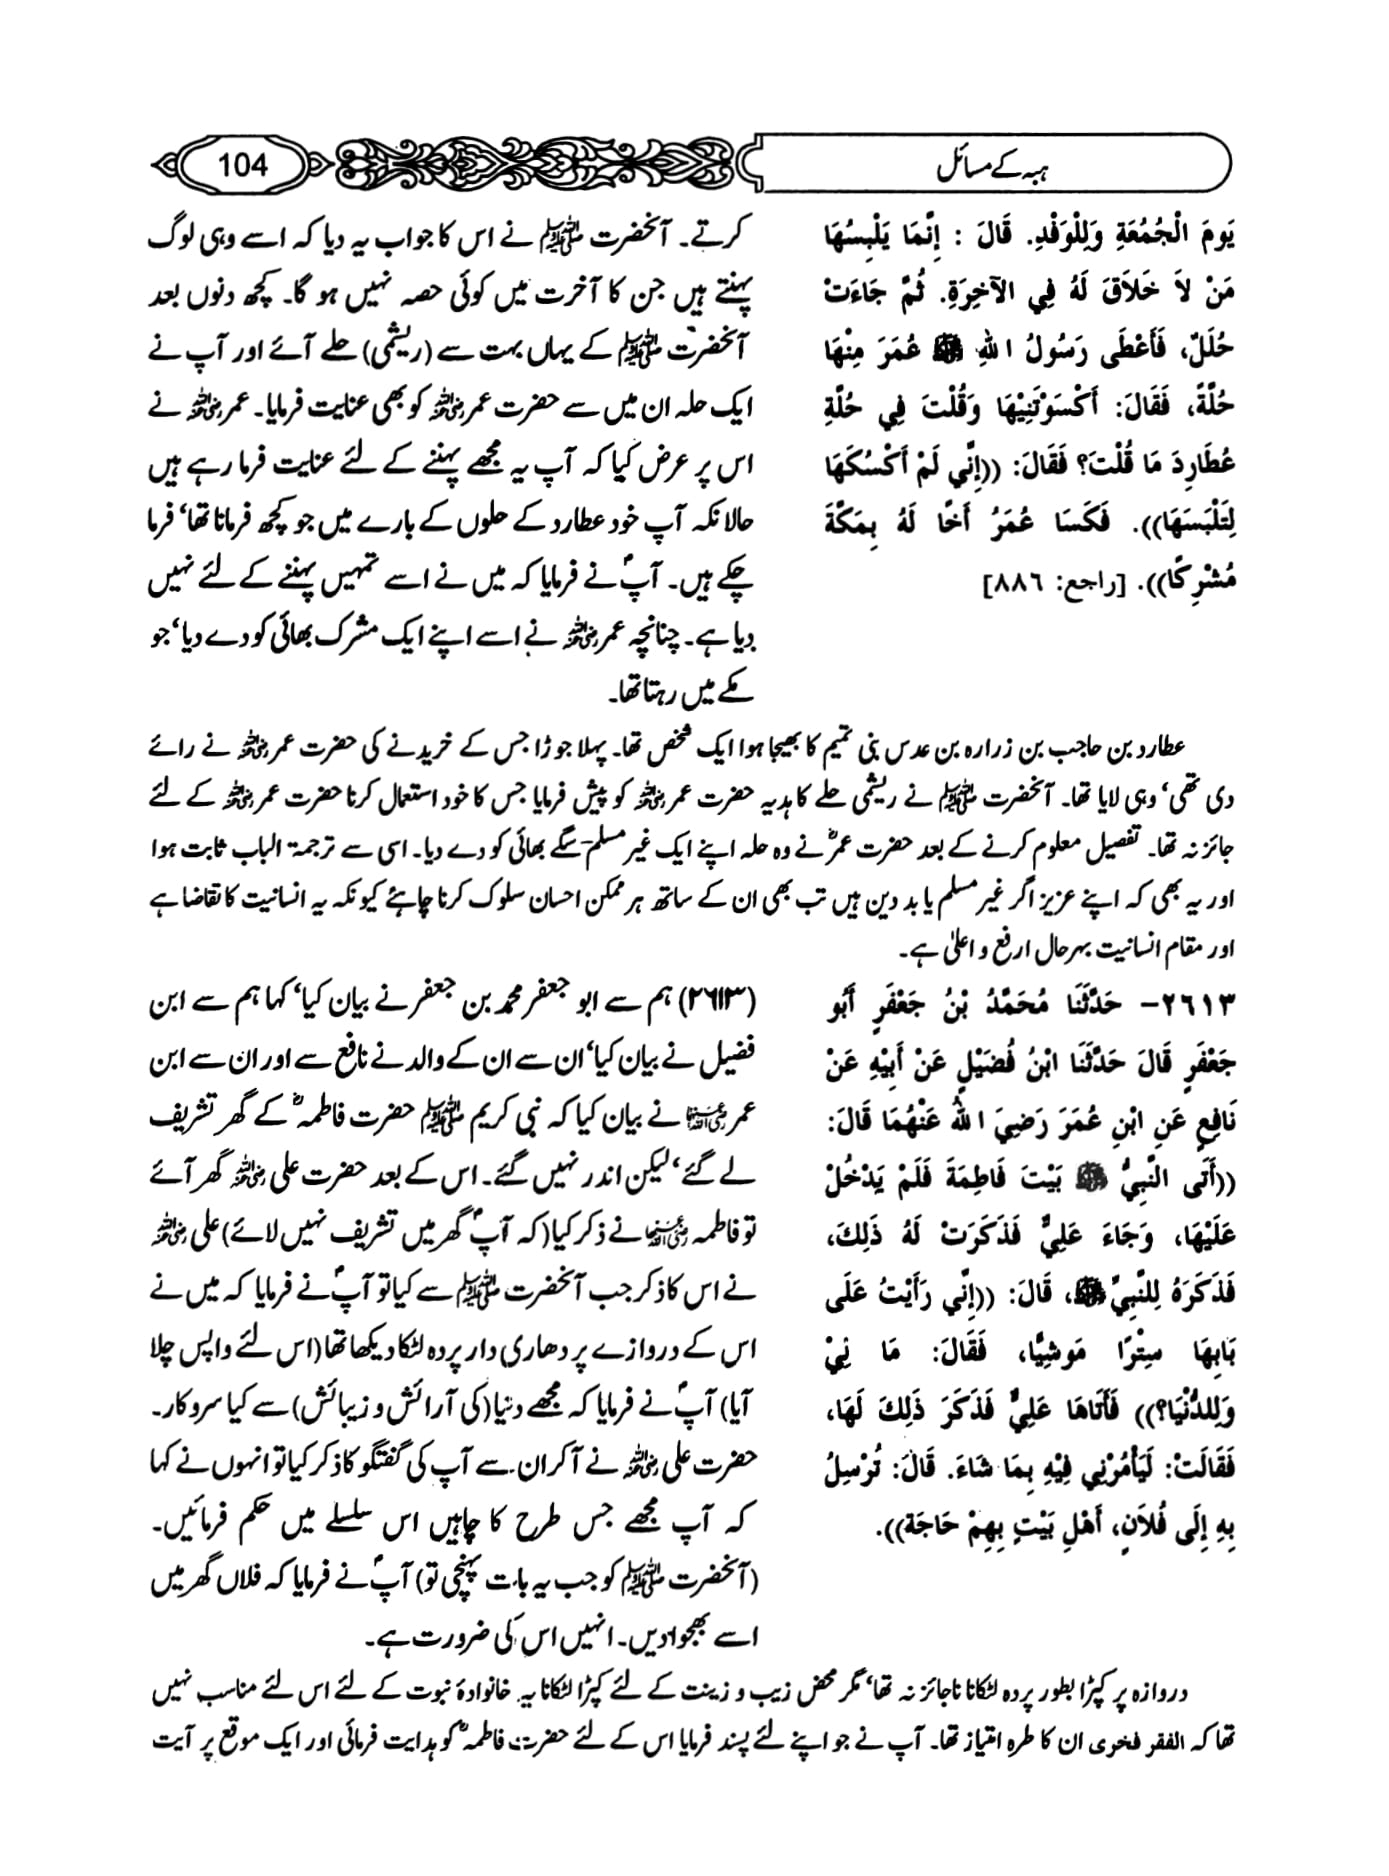 ہبہ کے مسائل
104
يَومَ الْجُمُعَةِ وَلِلْوَفْدِ. قَالَ : إِنَّمَا يَلْبِسُهَا
مَنْ لاَ خَلَاقَ لَهُ فِي الآخِرَةِ. ثُمَّ جَاءَتْ
حُلَلٌ، فَأَعْطَى رَسُولُ اللهِ ﷺ عُمَرَ مِنْهَا
حُلَّةً، فَقَالَ: أَكَسَوْتَنِيْهَا وَقُلْتَ فِي حُلَّةِ
عُطَارِدَ مَا قُلْتَ؟ فَقَالَ: ((إِنَّي لَمْ أَكْسُكَهَا
لِتَلْبَسَهَا)). فَكَسَا عُمَرُ أَخًا لَهُ بِمَكَّةَ
مُشْرِكًا)). [راجع: ٨٨٦]
کرتے۔ آنحضرت ﷺ نے اس کا جواب یہ دیا کہ اسے وہی لوگ
پہنتے ہیں جن کا آخرت میں کوئی حصہ نہیں ہو گا۔ کچھ دنوں بعد
آنحضرت ﷺ کے یہاں بہت سے (ریشمی) حلے آئے اور آپ نے
ایک حلہ ان میں سے حضرت عمر رضی اللہ کو بھی عنایت فرمایا۔ عمر رضی اللہ نے
اس پر عرض کیا کہ آپ یہ مجھے پہننے کے لئے عنایت فرما رہے ہیں
حالانکہ آپ خود عطارد کے حلوں کے بارے میں جو کچھ فرمانا تھا‘ فرما
چکے ہیں۔ آپؐ نے فرمایا کہ میں نے اسے تمہیں پہننے کے لئے نہیں
دیا ہے۔ چنانچہ عمر رضی اللہ نے اسے اپنے ایک مشرک بھائی کو دے دیا‘ جو
مکے میں رہتا تھا۔
عطارد بن حاجب بن زرارہ بن عدس بنی تمیم کا بھیجا ہوا ایک شخص تھا۔ پہلا جوڑا جس کے خریدنے کی حضرت عمر رضی اللہ نے رائے
دی تھی‘ وہی لایا تھا۔ آنحضرت ﷺ نے ریشمی حلے کا ہدیہ حضرت عمر رضی اللہ کو پیش فرمایا جس کا خود استعمال کرنا حضرت عمر رضی اللہ کے لئے
جائز نہ تھا۔ تفصیل معلوم کرنے کے بعد حضرت عمرؓ نے وہ حلہ اپنے ایک غیر مسلم سگے بھائی کو دے دیا۔ اسی سے ترجمۃ الباب ثابت ہوا
اور یہ بھی کہ اپنے عزیز اگر غیر مسلم یا بد دین ہیں تب بھی ان کے ساتھ ہر ممکن احسان سلوک کرنا چاہئے کیونکہ یہ انسانیت کا تقاضا ہے
اور مقام انسانیت بہرحال ارفع و اعلیٰ ہے۔
٢٦١٣- حَدَّثَنَا مُحَمَّدُ بْنُ جَعْفَرٍ أَبُو
جَعْفَرٍ قَالَ حَدَّثَنَا ابْنُ فُضَيْلٍ عَنْ أَبِيْهِ عَنْ
نَافِعٍ عَنِ ابْنِ عُمَرَ رَضِيَ اللهُ عَنْهُمَا قَالَ:
((أَتَى النَّبِيُّ ﷺ بَيْتَ فَاطِمَةَ فَلَمْ يَدْخُلْ
عَلَيْهَا، وَجَاءَ عَلِيٌّ فَذَكَرَتْ لَهُ ذَلِكَ،
فَذَكَرَهُ لِلنَّبِيِّ ﷺ، قَالَ: ((إِنِّي رَأَيْتُ عَلَى
بَابِهَا سِتْرًا مَوشِيًّا، فَقَالَ: مَا لِيْ
وَلِلدُّنْيَا؟)) فَأَتَاهَا عَلِيٌّ فَذَكَرَ ذَلِكَ لَهَا،
فَقَالَتْ: لِيَأْمُرْنِي فِيْهِ بِمَا شَاءَ. قَالَ: تُرْسِلُ
بِهِ إِلَى فُلاَنٍ، أَهْلِ بَيْتٍ بِهِمْ حَاجَة)).
(۲۶۱۳) ہم سے ابو جعفر محمد بن جعفر نے بیان کیا‘ کہا ہم سے ابن
فضیل نے بیان کیا‘ ان سے ان کے والد نے نافع سے اور ان سے ابن
عمر رضی اللہ عنہما نے بیان کیا کہ نبی کریم ﷺ حضرت فاطمہؓ کے گھر تشریف
لے گئے‘ لیکن اندر نہیں گئے۔ اس کے بعد حضرت علی رضی اللہ گھر آئے
تو فاطمہ رضی اللہ عنہا نے ذکر کیا (کہ آپؐ گھر میں تشریف نہیں لائے) علی رضی اللہ
نے اس کا ذکر جب آنحضرت ﷺ سے کیا تو آپؐ نے فرمایا کہ میں نے
اس کے دروازے پر دھاری دار پردہ لٹکا دیکھا تھا (اس لئے واپس چلا
آیا) آپؐ نے فرمایا کہ مجھے دنیا (کی آرائش و زیبائش) سے کیا سروکار۔
حضرت علی رضی اللہ نے آکر ان سے آپ کی گفتگو کا ذکر کیا تو انہوں نے کہا
کہ آپ مجھے جس طرح کا چاہیں اس سلسلے میں حکم فرمائیں۔
(آنحضرت ﷺ کو جب یہ بات پہنچی تو) آپؐ نے فرمایا کہ فلاں گھر میں
اسے بھجوا دیں۔ انہیں اس کی ضرورت ہے۔
دروازہ پر کپڑا بطور پردہ لٹکانا ناجائز نہ تھا‘ مگر محض زیب و زینت کے لئے کپڑا لٹکانا یہ خانوادۂ نبوت کے لئے اس لئے مناسب نہیں
تھا کہ الفقر فخری ان کا طرہ امتیاز تھا۔ آپ نے جو اپنے لئے پسند فرمایا اس کے لئے حضرت فاطمہؓ کو ہدایت فرمائی اور ایک موقع پر آیت